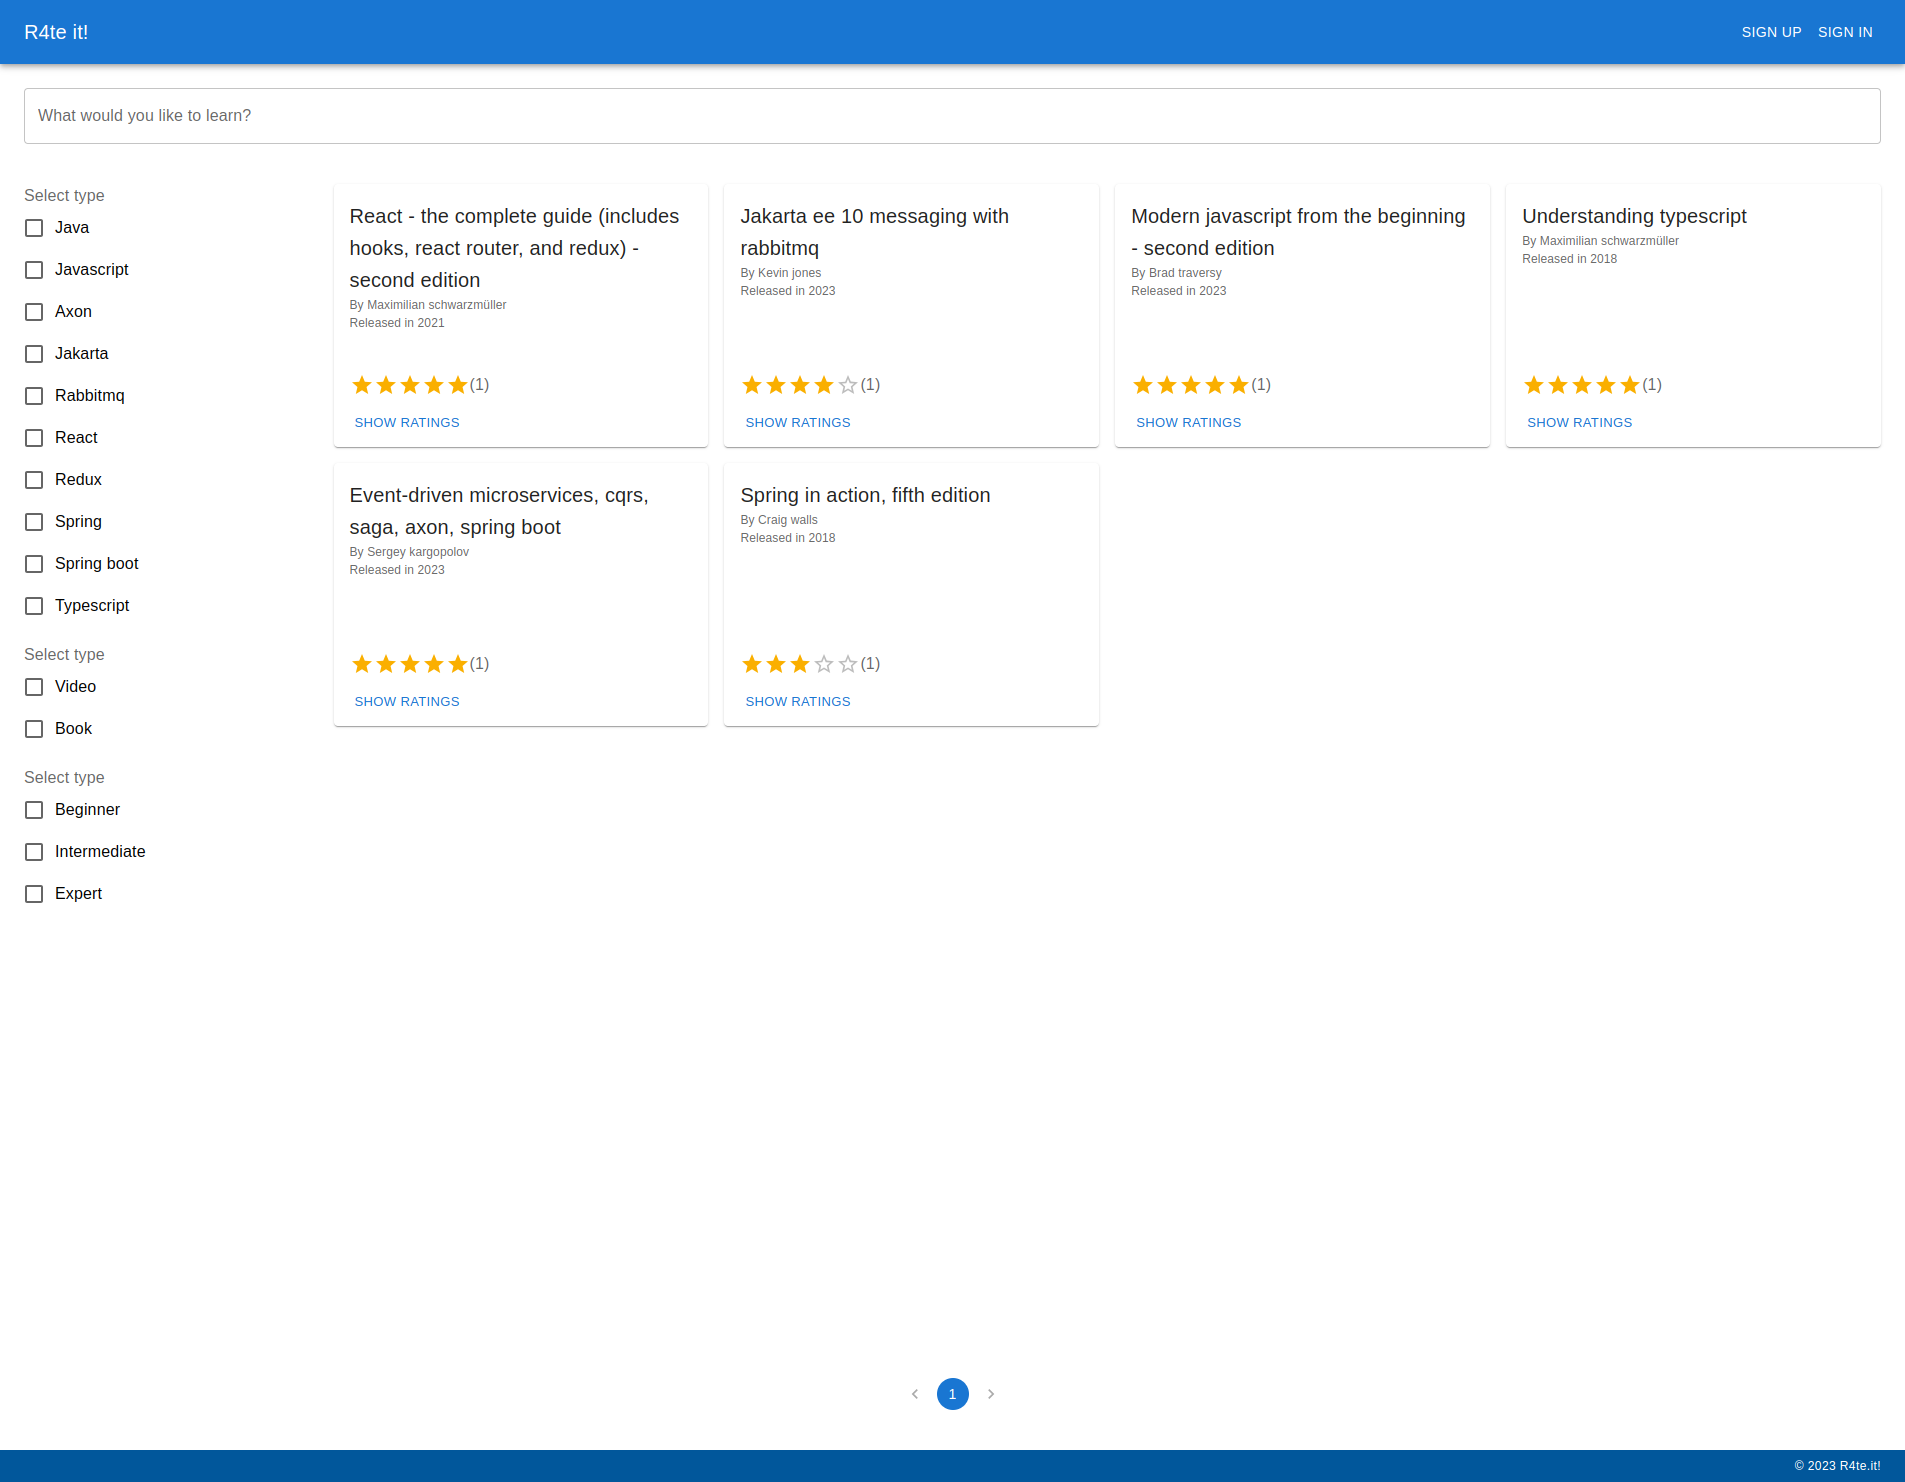 R4te it!
SIGN UP
SIGN IN
What would you like to learn?
Select type
Java
Javascript
Axon
Jakarta
Rabbitmq
React
Redux
Spring
Spring boot
Typescript
Select type
Video
Book
Select type
Beginner
Intermediate
Expert
React - the complete guide (includes
hooks, react router, and redux) -
second edition
By Maximilian schwarzmüller
Released in 2021
(1)
SHOW RATINGS
Jakarta ee 10 messaging with
rabbitmq
By Kevin jones
Released in 2023
(1)
SHOW RATINGS
Modern javascript from the beginning
- second edition
By Brad traversy
Released in 2023
(1)
SHOW RATINGS
Understanding typescript
By Maximilian schwarzmüller
Released in 2018
(1)
SHOW RATINGS
Event-driven microservices, cqrs,
saga, axon, spring boot
By Sergey kargopolov
Released in 2023
(1)
SHOW RATINGS
Spring in action, fifth edition
By Craig walls
Released in 2018
(1)
SHOW RATINGS
1
© 2023 R4te.it!